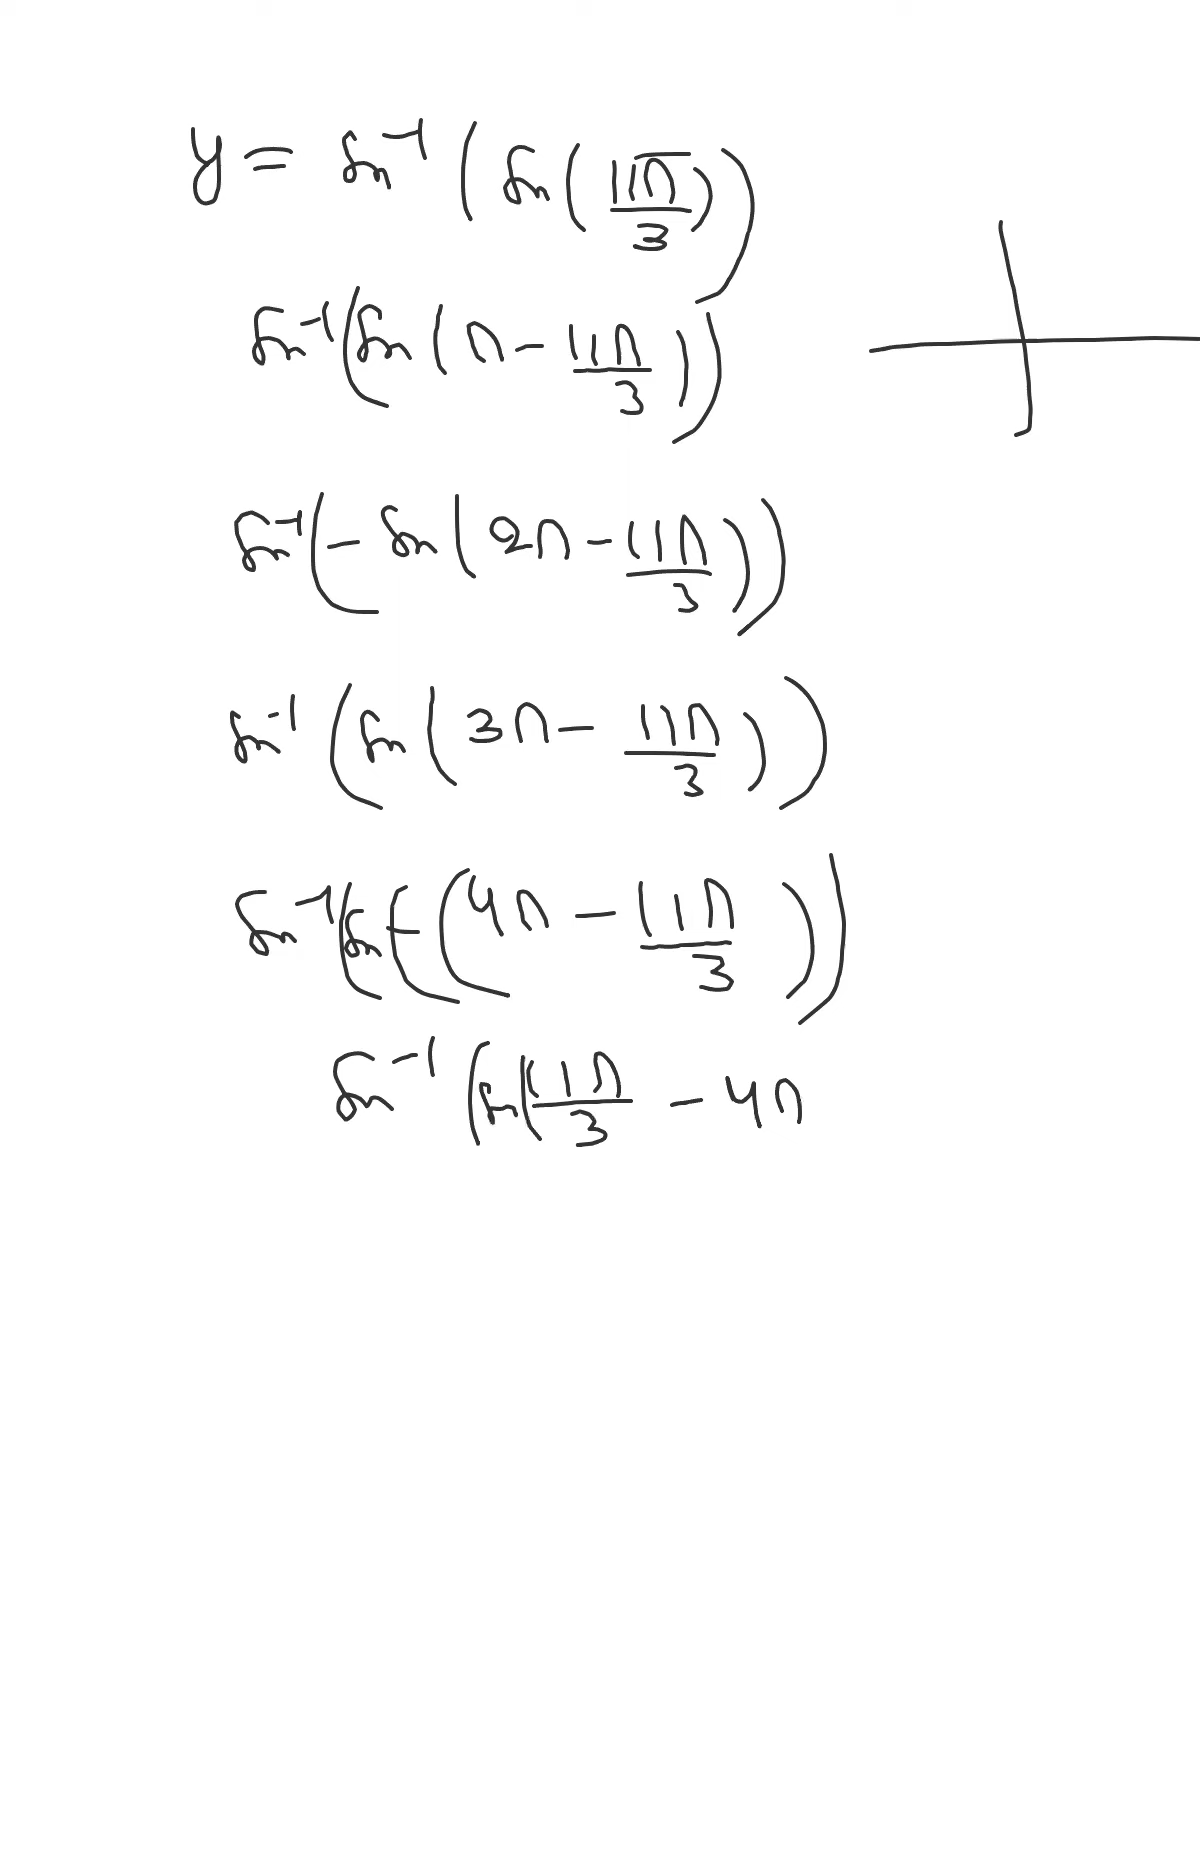 y = sin⁻¹(sin(11π/3))
sin⁻¹(sin(π − 11π/3))
sin⁻¹(− sin(2π − 11π/3))
sin⁻¹(sin(3π − 11π/3))
sin⁻¹(sin(−(4π − 11π/3))
sin⁻¹(sin(11π/3 − 4π